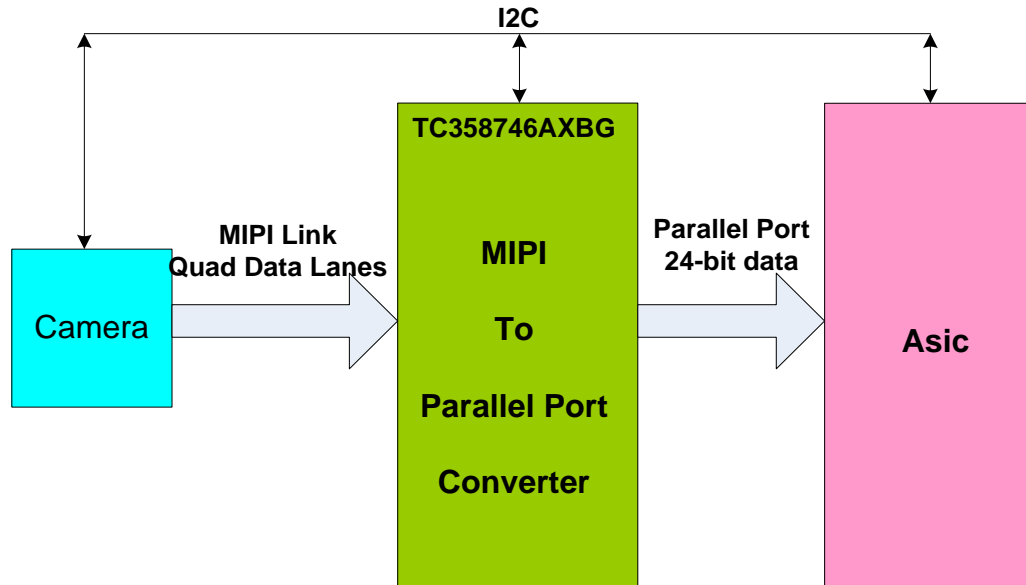 I2C
TC358746AXBG
MIPI Link
Quad Data Lanes
Parallel Port
24-bit data
Camera
MIPI
To
Parallel Port
Converter
Asic